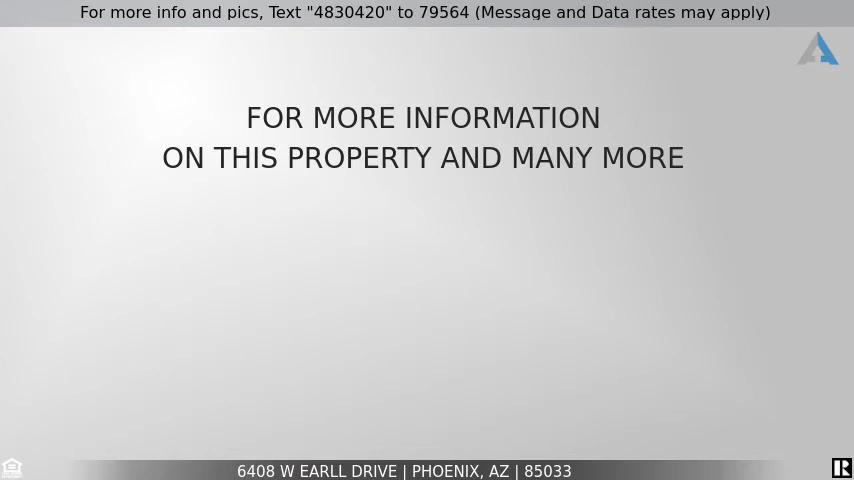 For more info and pics, Text "4830420" to 79564 (Message and Data rates may apply)
FOR MORE INFORMATION
ON THIS PROPERTY AND MANY MORE
6408 W EARLL DRIVE | PHOENIX, AZ | 85033